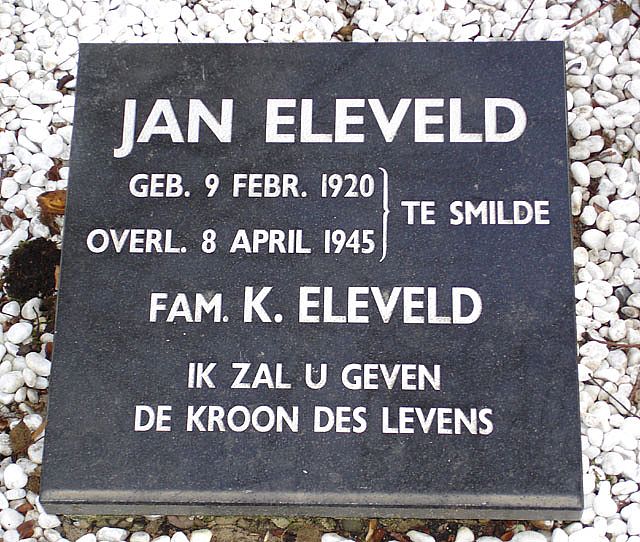 JAN ELEVELD
GEB. 9 FEBR. 1920
OVERL. 8 APRIL 1945
TE SMILDE
FAM. K. ELEVELD
IK ZAL U GEVEN
DE KROON DES LEVENS